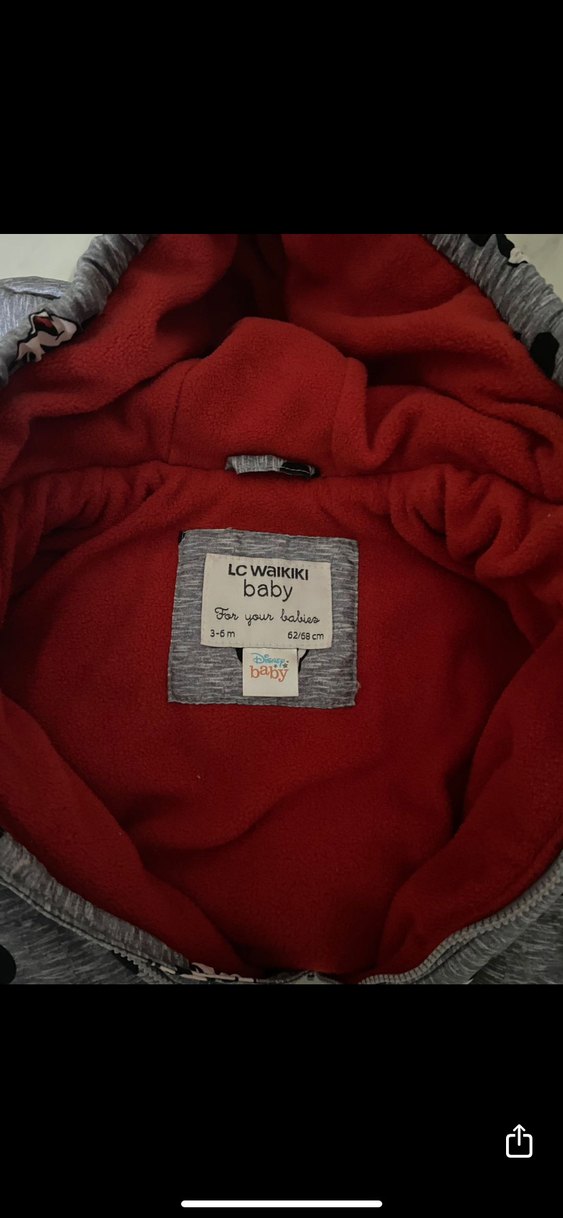 LC WAIKIKI
baby
For your babies
3-6 m 62/68 cm
Disney
baby